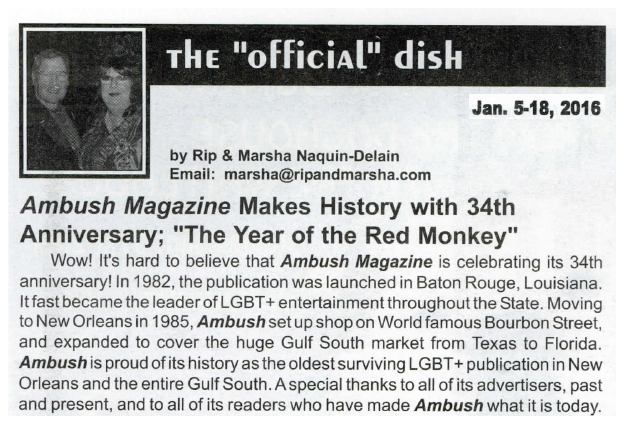 THE "official" dish
Jan. 5-18, 2016
by Rip & Marsha Naquin-Delain
Email: marsha@ripandmarsha.com
Ambush Magazine Makes History with 34th
Anniversary; "The Year of the Red Monkey"
Wow! It's hard to believe that Ambush Magazine is celebrating its 34th
anniversary! In 1982, the publication was launched in Baton Rouge, Louisiana.
It fast became the leader of LGBT+ entertainment throughout the State. Moving
to New Orleans in 1985, Ambush set up shop on World famous Bourbon Street,
and expanded to cover the huge Gulf South market from Texas to Florida.
Ambush is proud of its history as the oldest surviving LGBT+ publication in New
Orleans and the entire Gulf South. A special thanks to all of its advertisers, past
and present, and to all of its readers who have made Ambush what it is today.